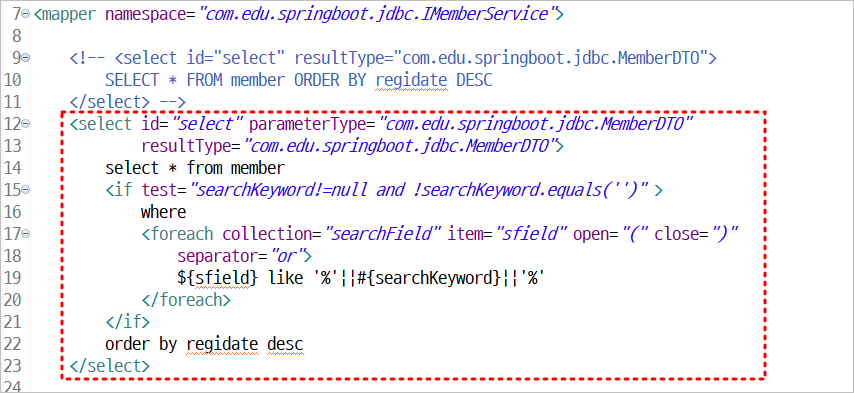 7 <mapper namespace="com.edu.springboot.jdbc.IMemberService">
8
9 <!-- <select id="select" resultType="com.edu.springboot.jdbc.MemberDTO">
10 SELECT * FROM member ORDER BY regidate DESC
11 </select> -->
12 <select id="select" parameterType="com.edu.springboot.jdbc.MemberDTO"
13 resultType="com.edu.springboot.jdbc.MemberDTO">
14 select * from member
15 <if test="searchKeyword!=null and !searchKeyword.equals('')" >
16 where
17 <foreach collection="searchField" item="sfield" open="(" close=")"
18 separator="or">
19 ${sfield} like '%'||#{searchKeyword}||'%'
20 </foreach>
21 </if>
22 order by regidate desc
23 </select>
24